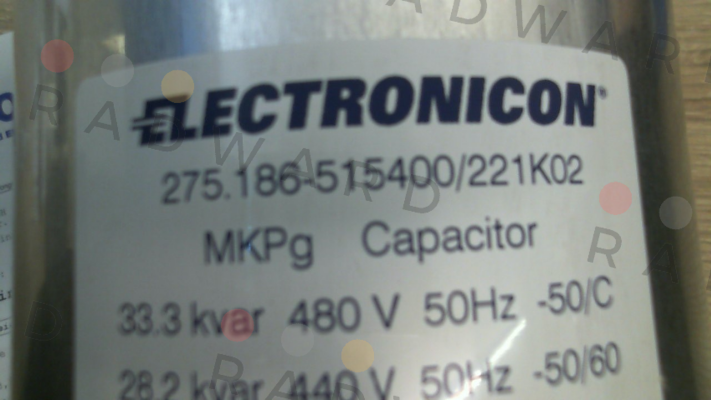 ELECTRONICON®
275.186-515400/221K02
MKPg Capacitor
33.3 kvar 480 V 50Hz -50/C
28.2 kvar 440 V 50Hz -50/60
RADWARD